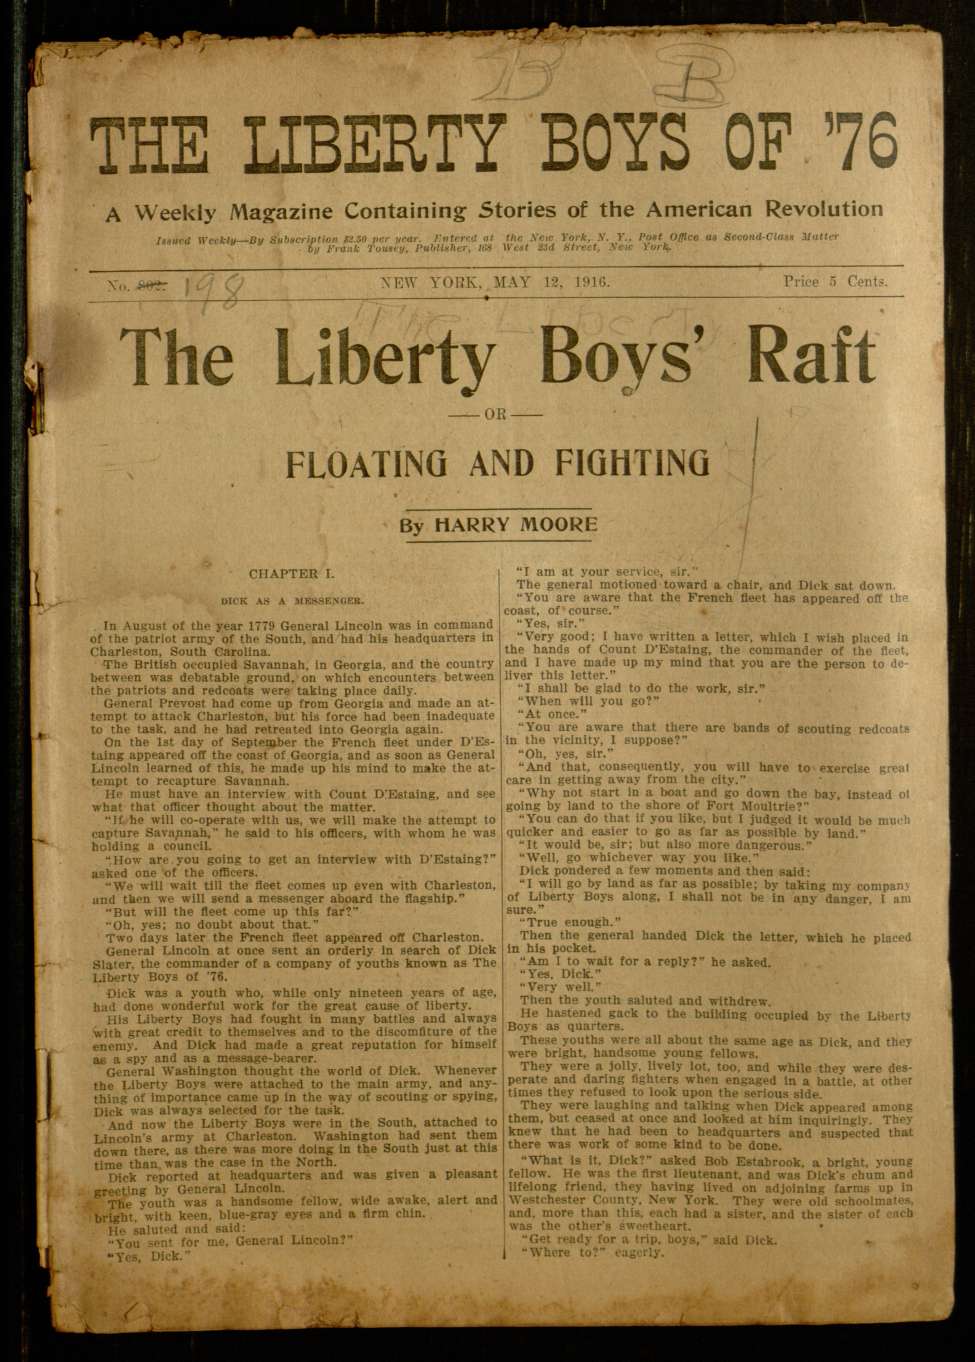 B B
THE LIBERTY BOYS OF '76
A Weekly Magazine Containing Stories of the American Revolution
Issued Weekly—By Subscription $2.50 per year. Entered at the New York, N. Y., Post Office as Second-Class Matter
by Frank Tousey, Publisher, 168 West 23d Street, New York.
No. 802. 198 NEW YORK, MAY 12, 1916. Price 5 Cents.
The Liberty
The Liberty Boys' Raft
—OR—
FLOATING AND FIGHTING
By HARRY MOORE
CHAPTER I.
DICK AS A MESSENGER.
In August of the year 1779 General Lincoln was in command
of the patriot army of the South, and had his headquarters in
Charleston, South Carolina.
The British occupied Savannah, in Georgia, and the country
between was debatable ground, on which encounters between
the patriots and redcoats were taking place daily.
General Prevost had come up from Georgia and made an at-
tempt to attack Charleston, but his force had been inadequate
to the task, and he had retreated into Georgia again.
On the 1st day of September the French fleet under D'Es-
taing appeared off the coast of Georgia, and as soon as General
Lincoln learned of this, he made up his mind to make the at-
tempt to recapture Savannah.
He must have an interview with Count D'Estaing, and see
what that officer thought about the matter.
"If he will co-operate with us, we will make the attempt to
capture Savannah," he said to his officers, with whom he was
holding a council.
"How are you going to get an interview with D'Estaing?"
asked one of the officers.
"We will wait till the fleet comes up even with Charleston,
and then we will send a messenger aboard the flagship."
"But will the fleet come up this far?"
"Oh, yes; no doubt about that."
Two days later the French fleet appeared off Charleston.
General Lincoln at once sent an orderly in search of Dick
Slater, the commander of a company of youths known as The
Liberty Boys of '76.
Dick was a youth who, while only nineteen years of age,
had done wonderful work for the great cause of liberty.
His Liberty Boys had fought in many battles and always
with great credit to themselves and to the discomfiture of the
enemy. And Dick had made a great reputation for himself
as a spy and as a message-bearer.
General Washington thought the world of Dick. Whenever
the Liberty Boys were attached to the main army, and any-
thing of importance came up in the way of scouting or spying,
Dick was always selected for the task.
And now the Liberty Boys were in the South, attached to
Lincoln's army at Charleston. Washington had sent them
down there, as there was more doing in the South just at this
time than was the case in the North.
Dick reported at headquarters and was given a pleasant
greeting by General Lincoln.
The youth was a handsome fellow, wide awake, alert and
bright, with keen, blue-gray eyes and a firm chin.
He saluted and said:
"You sent for me, General Lincoln?"
"Yes, Dick."
"I am at your service, sir."
The general motioned toward a chair, and Dick sat down.
"You are aware that the French fleet has appeared off the
coast, of course."
"Yes, sir."
"Very good; I have written a letter, which I wish placed in
the hands of Count D'Estaing, the commander of the fleet,
and I have made up my mind that you are the person to de-
liver this letter."
"I shall be glad to do the work, sir."
"When will you go?"
"At once."
"You are aware that there are bands of scouting redcoats
in the vicinity, I suppose?"
"Oh, yes, sir."
"And that, consequently, you will have to exercise great
care in getting away from the city."
"Why not start in a boat and go down the bay, instead of
going by land to the shore of Fort Moultrie?"
"You can do that if you like, but I judged it would be much
quicker and easier to go as far as possible by land."
"It would be, sir; but also more dangerous."
"Well, go whichever way you like."
Dick pondered a few moments and then said:
"I will go by land as far as possible; by taking my company
of Liberty Boys along, I shall not be in any danger, I am
sure."
"True enough."
Then the general handed Dick the letter, which he placed
in his pocket.
"Am I to wait for a reply?" he asked.
"Yes, Dick."
"Very well."
Then the youth saluted and withdrew.
He hastened gack to the building occupied by the Liberty
Boys as quarters.
These youths were all about the same age as Dick, and they
were bright, handsome young fellows.
They were a jolly, lively lot, too, and while they were des-
perate and daring fighters when engaged in a battle, at other
times they refused to look upon the serious side.
They were laughing and talking when Dick appeared among
them, but ceased at once and looked at him inquiringly. They
knew that he had been to headquarters and suspected that
there was work of some kind to be done.
"What is it, Dick?" asked Bob Estabrook, a bright, young
fellow. He was the first lieutenant, and was Dick's chum and
lifelong friend, they having lived on adjoining farms up in
Westchester County, New York. They were old schoolmates,
and, more than this, each had a sister, and the sister of each
was the other's sweetheart.
"Get ready for a trip, boys," said Dick.
"Where to?" eagerly.